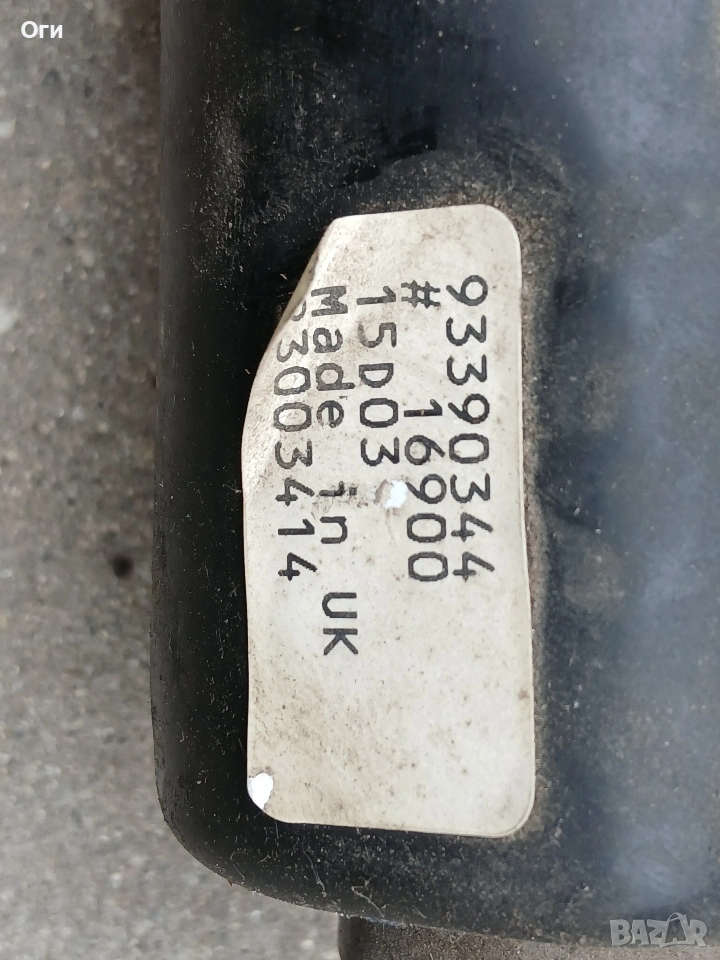 Оги
93390344
# 16900
15D03
Made in UK
3003414
BAZAR